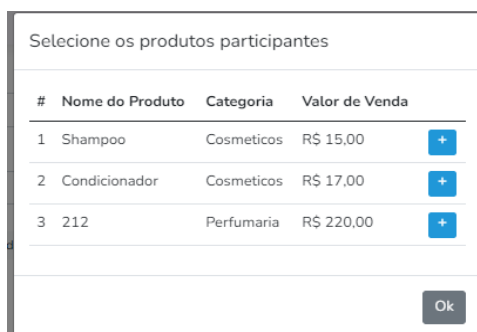 Selecione os produtos participantes
# Nome do Produto Categoria Valor de Venda
1 Shampoo Cosmeticos R$ 15,00 +
2 Condicionador Cosmeticos R$ 17,00 +
3 212 Perfumaria R$ 220,00 +
Ok